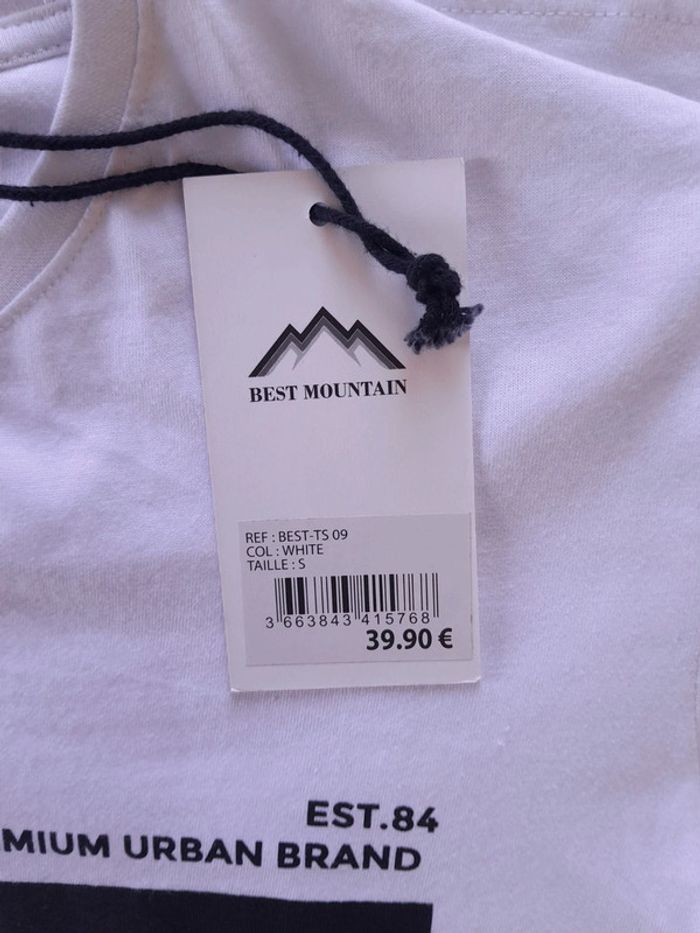 BEST MOUNTAIN
REF : BEST-TS 09
COL : WHITE
TAILLE : S
3 663843 415768
39.90 €
EST.84
MIUM URBAN BRAND